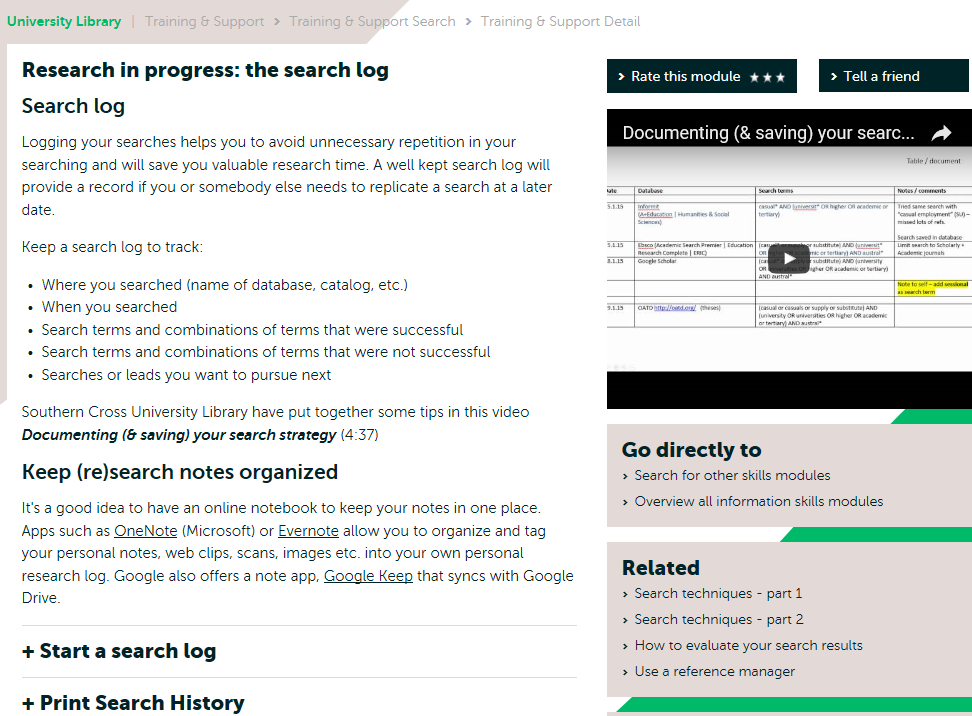 University Library | Training & Support > Training & Support Search > Training & Support Detail
Research in progress: the search log
Search log
Logging your searches helps you to avoid unnecessary repetition in your
searching and will save you valuable research time. A well kept search log will
provide a record if you or somebody else needs to replicate a search at a later
date.
Keep a search log to track:
• Where you searched (name of database, catalog, etc.)
• When you searched
• Search terms and combinations of terms that were successful
• Search terms and combinations of terms that were not successful
• Searches or leads you want to pursue next
Southern Cross University Library have put together some tips in this video
Documenting (& saving) your search strategy (4:37)
Keep (re)search notes organized
It's a good idea to have an online notebook to keep your notes in one place.
Apps such as OneNote (Microsoft) or Evernote allow you to organize and tag
your personal notes, web clips, scans, images etc. into your own personal
research log. Google also offers a note app, Google Keep that syncs with Google
Drive.
+ Start a search log
+ Print Search History
> Rate this module ★★★
> Tell a friend
Documenting (& saving) your searc...
Table / document
Database
Search terms
Notes / comments
5.1.15
Informit
(A+Education | Humanities & Social
Sciences)
casual* AND (universit* OR higher OR academic or
tertiary)
Tried same search with
"casual employment" (SU) –
missed lots of refs.
Search saved in database
5.1.15
Ebsco (Academic Search Premier | Education
Research Complete | ERIC)
or substitute) AND (universit*
OR academic or tertiary) AND austral*
Limit search to Scholarly +
Academic journals
8.1.15
Google Scholar
or substitute) AND (university
OR higher OR academic or tertiary)
AND austral*
Note to self – add sessional
as search term
9.1.15
OATD http://oatd.org/ (theses)
(casual or casuals or supply or substitute) AND
(university OR universities OR higher OR academic
or tertiary) AND austral*
Go directly to
> Search for other skills modules
> Overview all information skills modules
Related
> Search techniques - part 1
> Search techniques - part 2
> How to evaluate your search results
> Use a reference manager